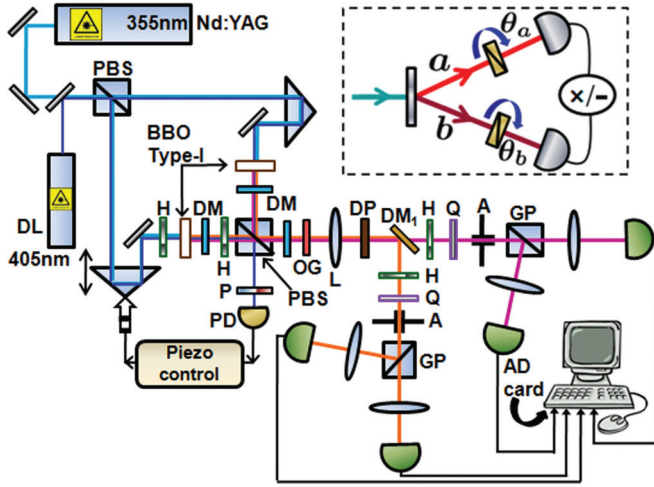 355nm Nd:YAG
PBS
BBO
Type-I
DL
405nm
H
DM
H
DM
OG
L
DP
DM₁
H
Q
A
GP
P
PBS
PD
Piezo
control
H
Q
A
GP
AD
card
a
b
θa
θb
×/−